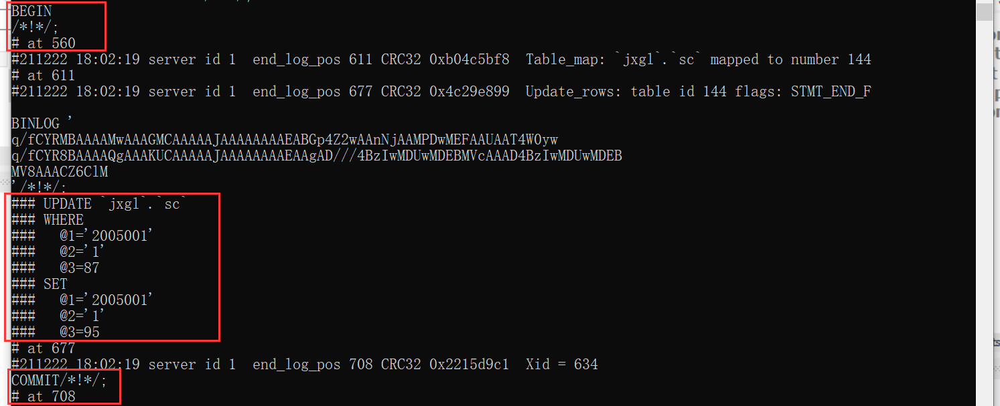 BEGIN
/*!*/;
# at 560
#211222 18:02:19 server id 1  end_log_pos 611 CRC32 0xb04c5bf8  Table_map: `jxgl`.`sc` mapped to number 144
# at 611
#211222 18:02:19 server id 1  end_log_pos 677 CRC32 0x4c29e899  Update_rows: table id 144 flags: STMT_END_F
BINLOG '
q/fCYRMBAAAAMwAAAGMCAAAAAJAAAAAAAAEABGp4Z2wAAnNjAAMPDwMEFAAUAAT4W0yw
q/fCYR8BAAAAQgAAAKUCAAAAAJAAAAAAAAEAAgAD///4BzIwMDUwMDEBMVcAAAD4BzIwMDUwMDEB
MV8AAACZ6ClM
'/*!*/;
### UPDATE `jxgl`.`sc`
### WHERE
###   @1='2005001'
###   @2='1'
###   @3=87
### SET
###   @1='2005001'
###   @2='1'
###   @3=95
# at 677
#211222 18:02:19 server id 1  end_log_pos 708 CRC32 0x2215d9c1  Xid = 634
COMMIT/*!*/;
# at 708